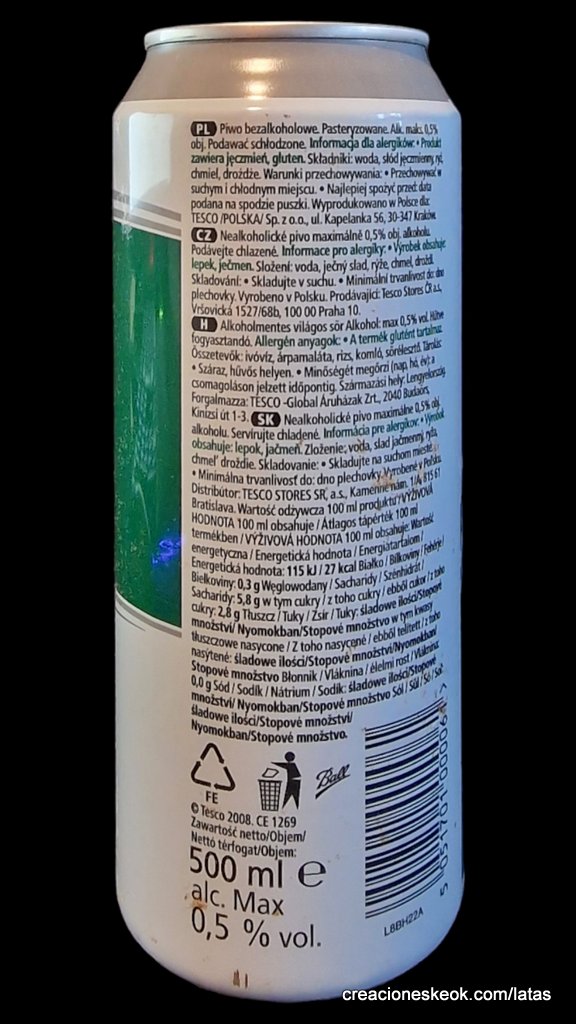 PL Piwo bezalkoholowe. Pasteryzowane. Alk. maks. 0,5%
obj. Podawać schłodzone. Informacja dla alergików: • Produkt
zawiera jęczmień, gluten. Składniki: woda, słód jęczmienny, ryż,
chmiel, drożdże. Warunki przechowywania: • Przechowywać w
suchym i chłodnym miejscu. • Najlepiej spożyć przed: data
podana na spodzie puszki. Wyprodukowano w Polsce dla:
TESCO /POLSKA/ Sp. z o.o., ul. Kapelanka 56, 30-347 Kraków.
CZ Nealkoholické pivo maximálně 0,5% obj. alkoholu.
Podávejte chlazené. Informace pro alergiky: • Výrobek obsahuje
lepek, ječmen. Složení: voda, ječný slad, rýže, chmel, droždí.
Skladování: • Skladujte v suchu. • Minimální trvanlivost do: dno
plechovky. Vyrobeno v Polsku. Prodávající: Tesco Stores ČR a.s.,
Vršovická 1527/68b, 100 00 Praha 10.
H Alkoholmentes világos sör Alkohol: max 0,5% vol. Hűtve
fogyasztandó. Allergén anyagok: • A termék glutént tartalmaz.
Összetevők: ivóvíz, árpamaláta, rizs, komló, sörélesztő. Tárolás:
• Száraz, hűvös helyen. • Minőségét megőrzi (nap, hó, év): a
csomagoláson jelzett időpontig. Származási hely: Lengyelország.
Forgalmazza: TESCO -Global Áruházak Zrt., 2040 Budaörs,
Kinizsi út 1-3. SK Nealkoholické pivo maximálne 0,5% obj.
alkoholu. Servírujte chladené. Informácia pre alergikov: • Výrobok
obsahuje: lepok, jačmeň. Zloženie: voda, slad jačmenný, ryža,
chmeľ droždie. Skladovanie: • Skladujte na suchom mieste.
• Minimálna trvanlivosť do: dno plechovky. Vyrobené v Poľsku.
Distribútor: TESCO STORES SR, a.s., Kamenné nám. 1/A, 815 61
Bratislava. Wartość odżywcza 100 ml produktu / VÝŽIVOVÁ
HODNOTA 100 ml obsahuje / Átlagos tápérték 100 ml
termékben / VÝŽIVOVÁ HODNOTA 100 ml obsahuje: Wartość
energetyczna / Energetická hodnota / Energiatartalom /
Energetická hodnota: 115 kJ / 27 kcal Białko / Bílkoviny / Fehérje /
Bielkoviny: 0,3 g Węglowodany / Sacharidy / Szénhidrát /
Sacharidy: 5,8 g w tym cukry / z toho cukry / ebből cukor / z toho
cukry: 2,8 g Tłuszcz / Tuky / Zsír / Tuky: śladowe ilości/Stopové
množství/ Nyomokban/Stopové množstvo w tym kwasy
tłuszczowe nasycone / Z toho nasycené / ebből telített / z toho
nasýtené: śladowe ilości/Stopové množství/Nyomokban/
Stopové množstvo Błonnik / Vláknina / élelmi rost / Vláknina:
0,0 g Sód / Sodík / Nátrium / Sodík: śladowe ilości/Stopové
množství/ Nyomokban/Stopové množstvo Sól / Sůl / Só / Soľ:
śladowe ilości/Stopové množství/
Nyomokban/Stopové množstvo.
FE
Ball
© Tesco 2008. CE 1269
Zawartość netto/Objem/
Nettó térfogat/Objem:
500 ml e
alc. Max
0,5 % vol.
L8BH22A
creacioneskeok.com/latas